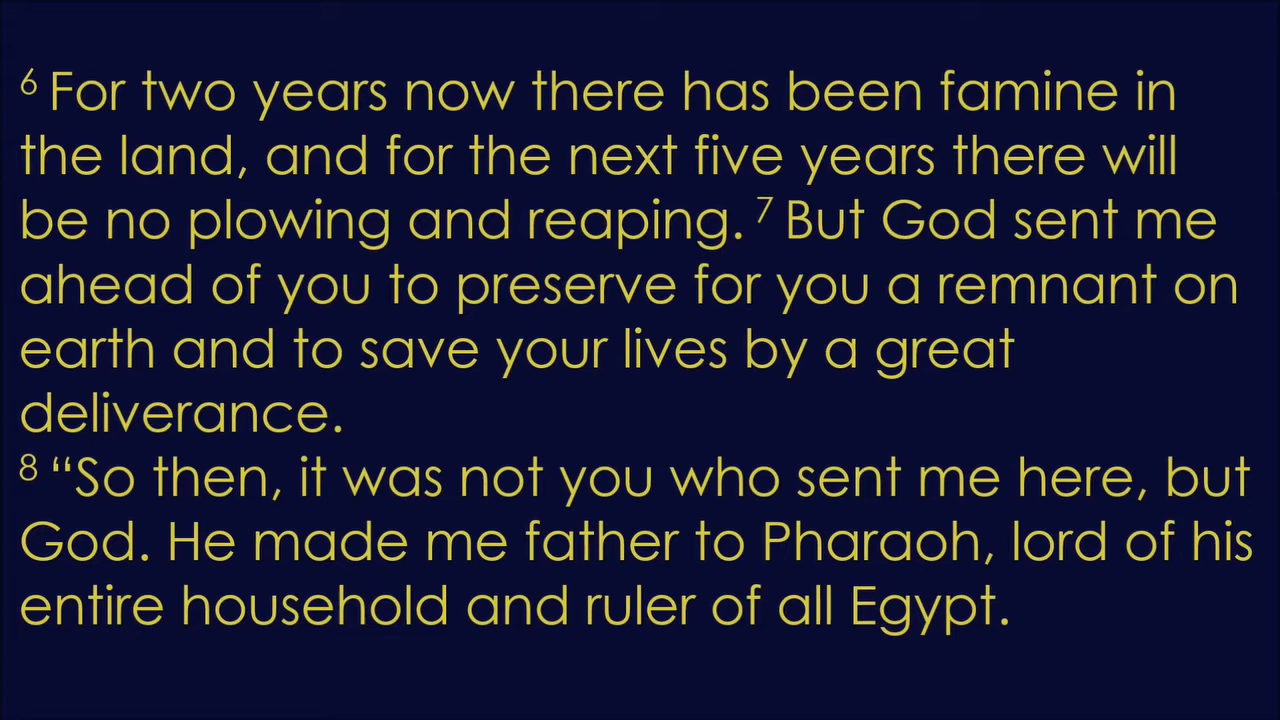 ⁶ For two years now there has been famine in
the land, and for the next five years there will
be no plowing and reaping. ⁷ But God sent me
ahead of you to preserve for you a remnant on
earth and to save your lives by a great
deliverance.
⁸ “So then, it was not you who sent me here, but
God. He made me father to Pharaoh, lord of his
entire household and ruler of all Egypt.